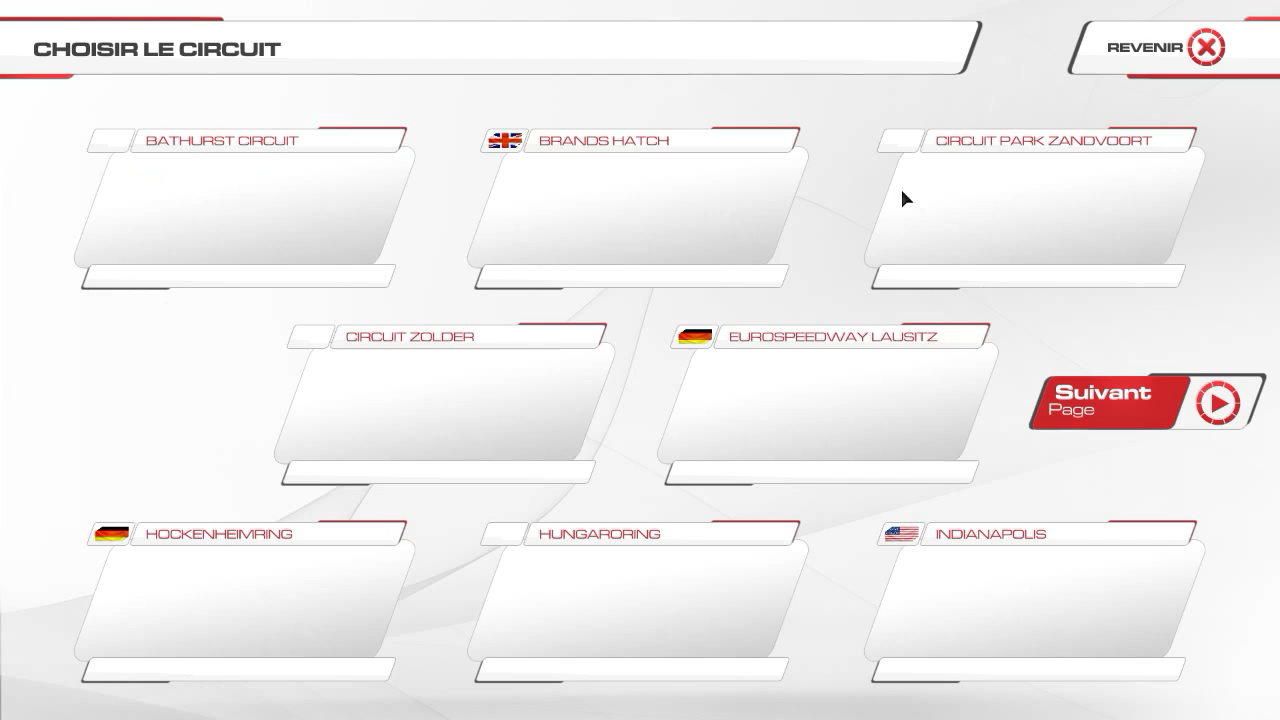 CHOISIR LE CIRCUIT
REVENIR
BATHURST CIRCUIT
BRANDS HATCH
CIRCUIT PARK ZANDVOORT
CIRCUIT ZOLDER
EUROSPEEDWAY LAUSITZ
Suivant
Page
HOCKENHEIMRING
HUNGARORING
INDIANAPOLIS